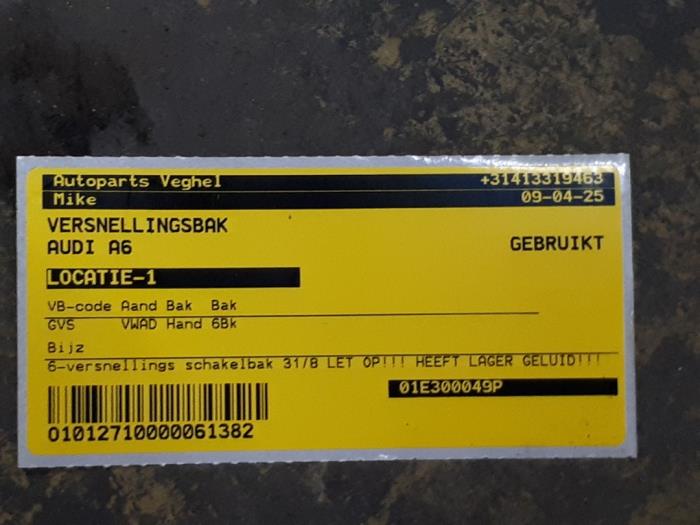 Autoparts Veghel +31413319463
Mike 09-04-25
VERSNELLINGSBAK
AUDI A6 GEBRUIKT
LOCATIE-1
VB-code Aand Bak Bak
GVS VWAD Hand 6Bk
Bijz
6-versnellings schakelbak 31/8 LET OP!!! HEEFT LAGER GELUID!!!
01E300049P
01012710000061382